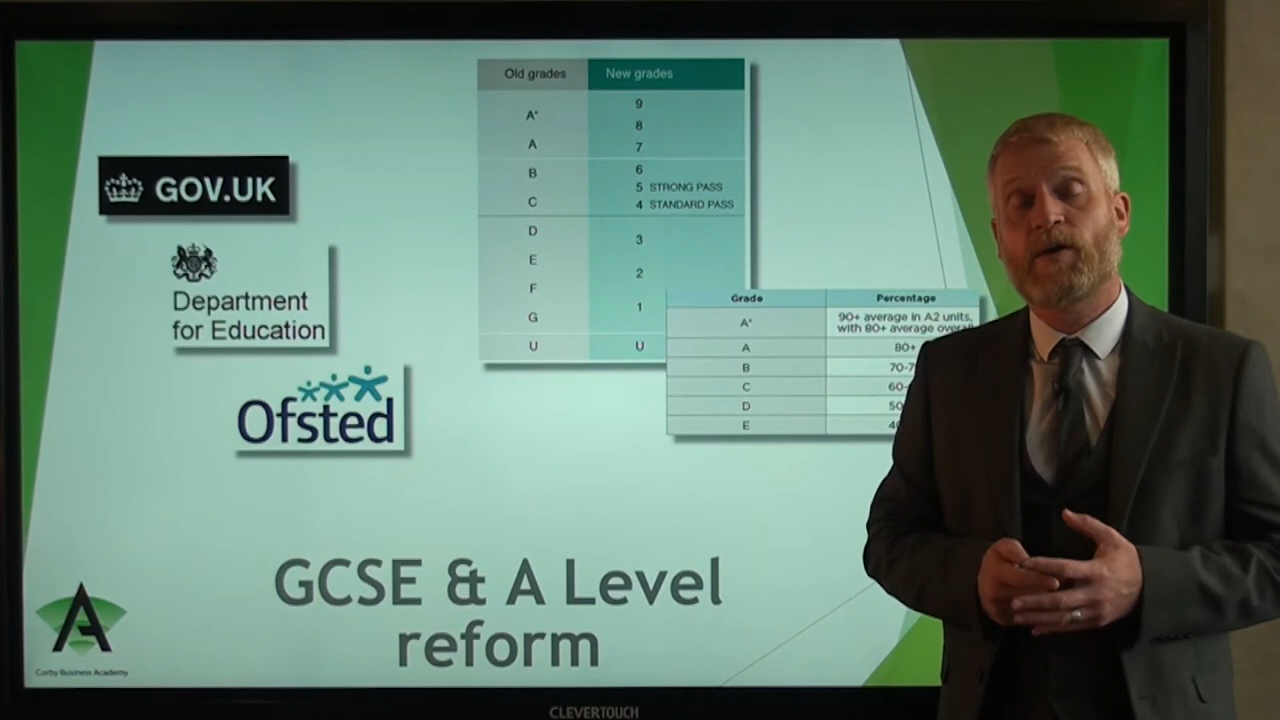 GOV.UK
Department
for Education
Ofsted
Old grades New grades
A* 9
8
A 7
B 6
5 STRONG PASS
C 4 STANDARD PASS
D 3
E 2
F 1
G
U U
Grade Percentage
A* 90+ average in A2 units,
with 80+ average overall
A 80+
B 70-7
C 60-
D 50
E 4
GCSE & A Level
reform
Corby Business Academy
CLEVERTOUCH